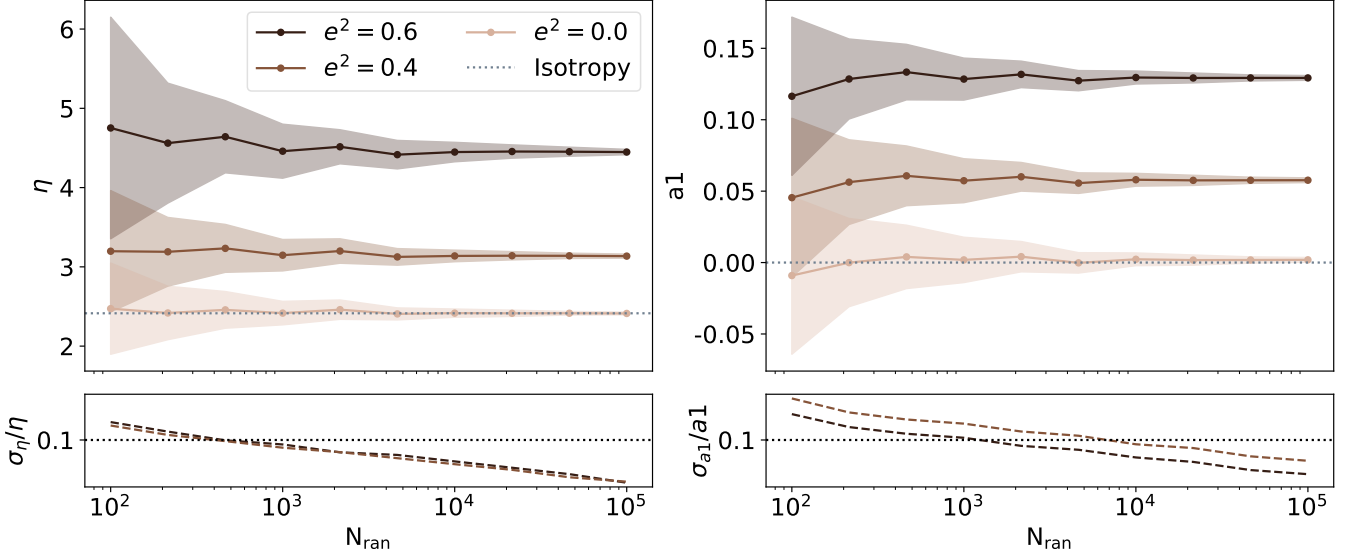 6
5
4
3
2
η
e² = 0.6
e² = 0.4
e² = 0.0
Isotropy
0.15
0.10
0.05
0.00
-0.05
a1
0.1
σ_η/η
10² 10³ 10⁴ 10⁵
N_ran
0.1
σ_a1/a1
10² 10³ 10⁴ 10⁵
N_ran